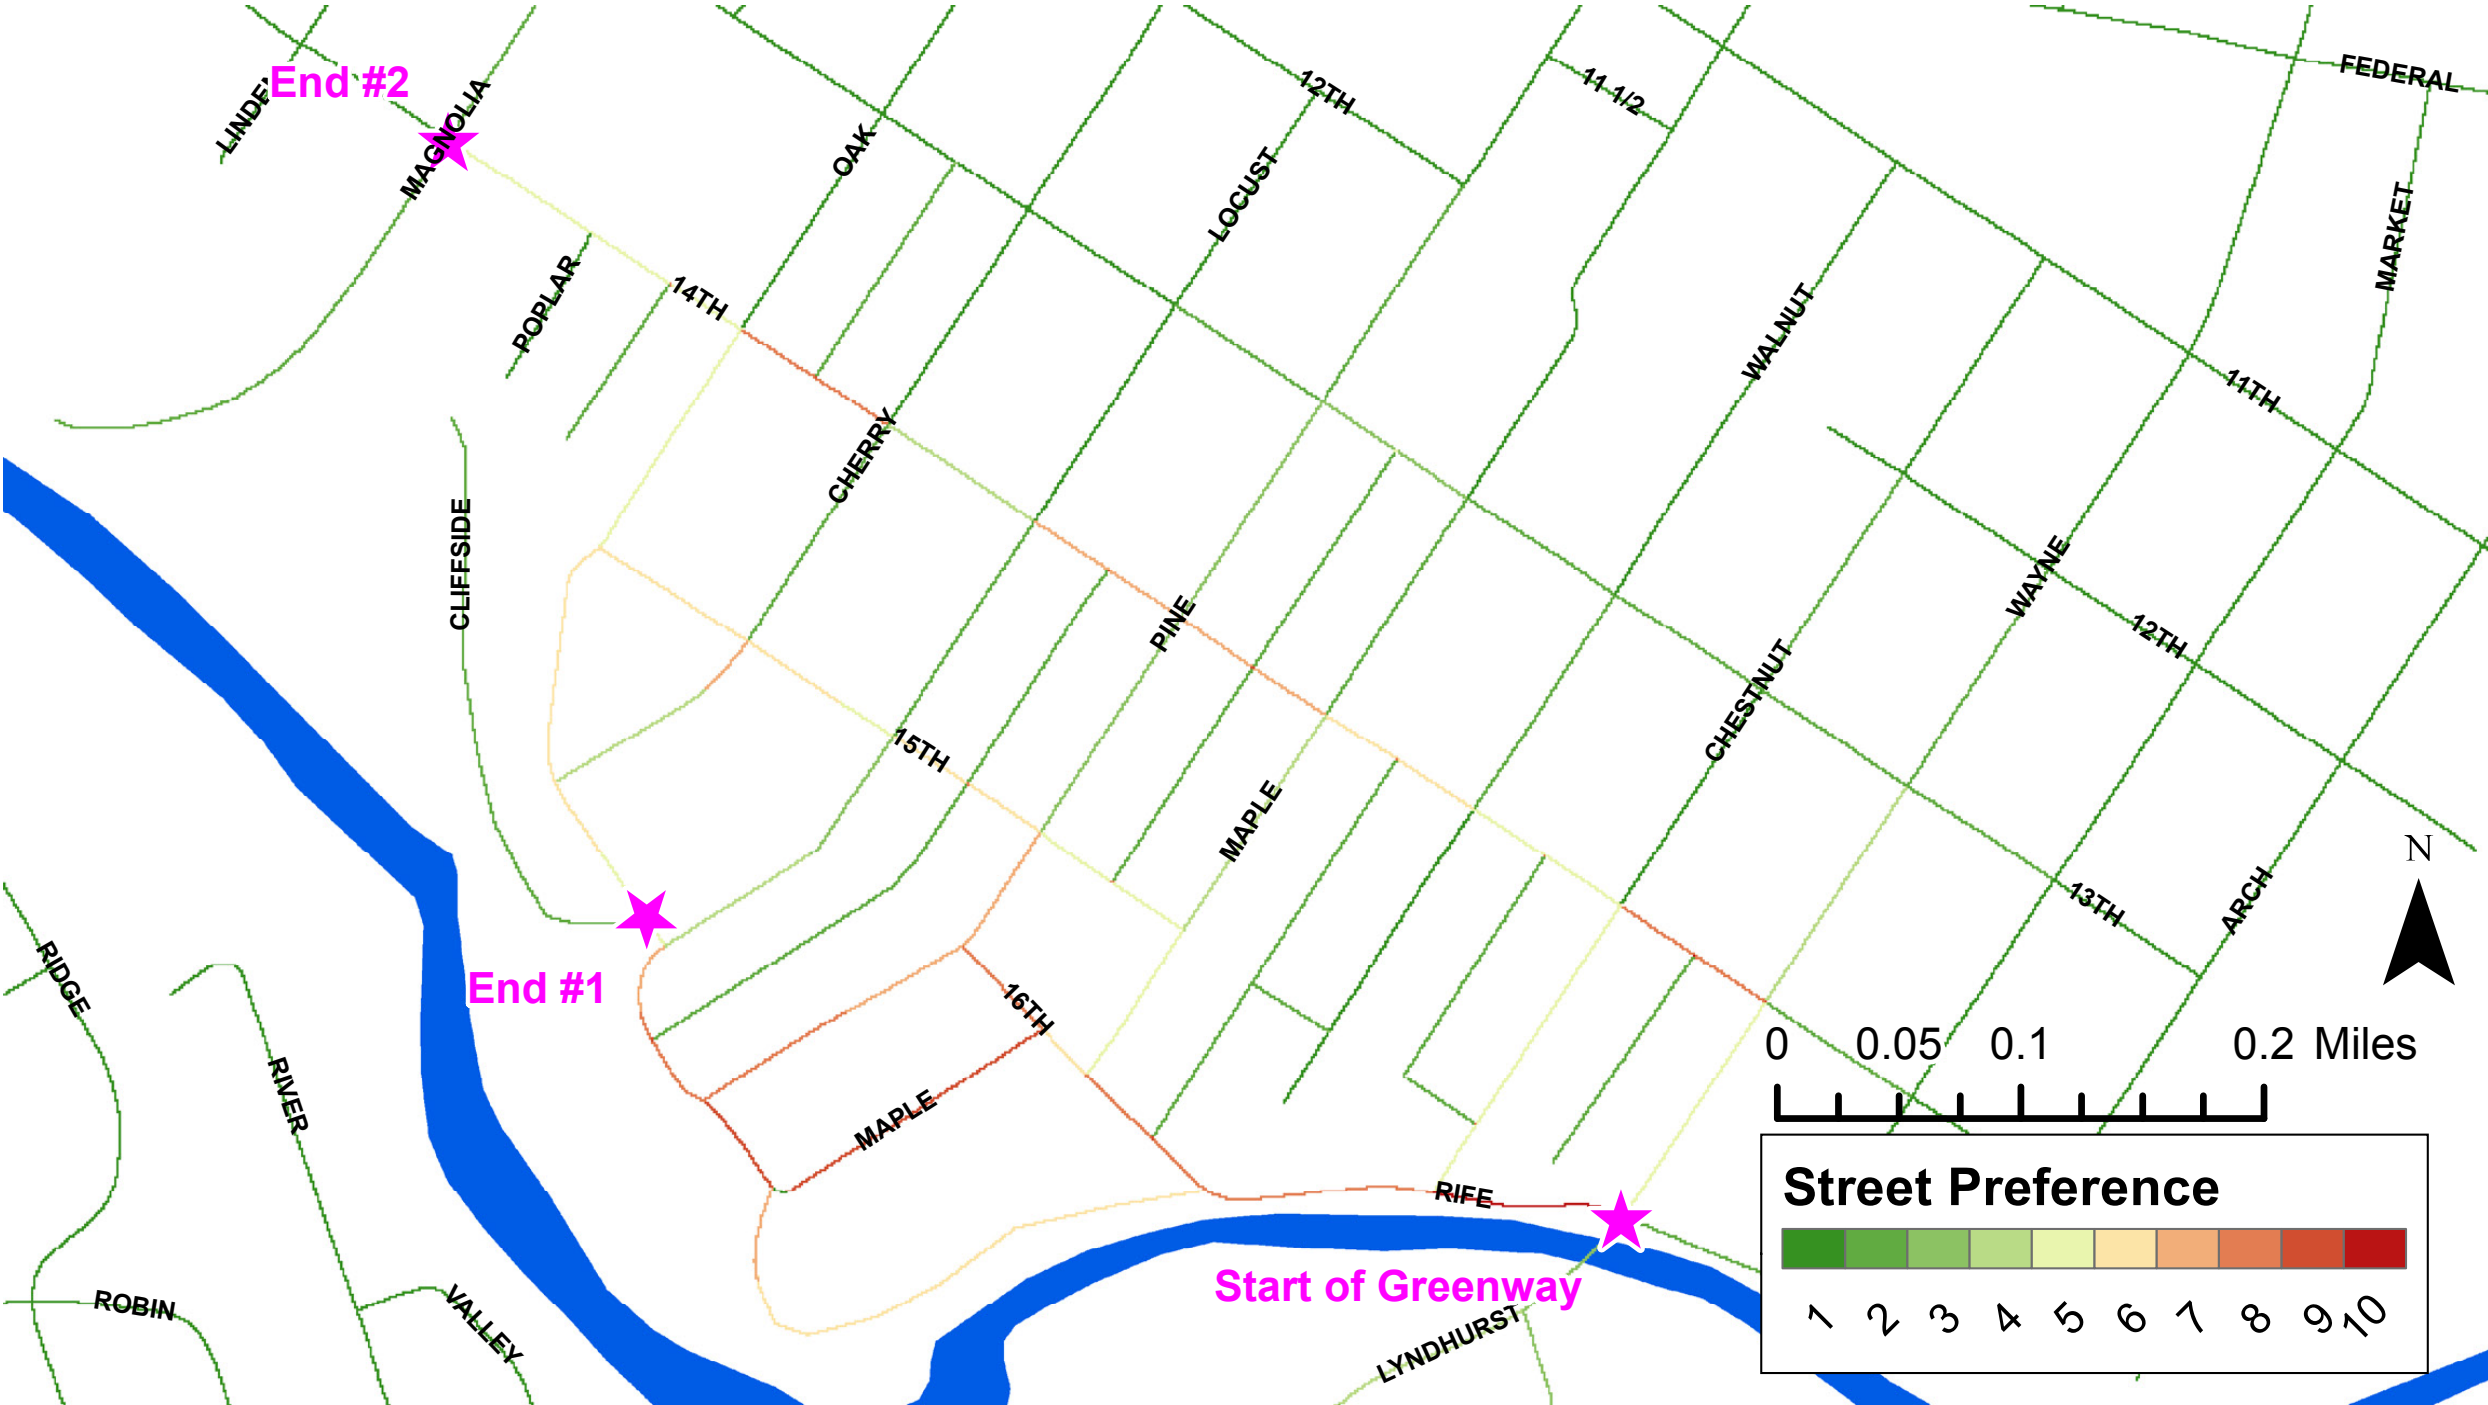 FEDERAL
End #2
LINDEN
MAGNOLIA
12TH
11 1/2
OAK
LOCUST
MARKET
POPLAR
14TH
WALNUT
11TH
CHERRY
CLIFFSIDE
PINE
WAYNE
12TH
CHESTNUT
15TH
MAPLE
13TH
ARCH
N
RIDGE
End #1
16TH
0 0.05 0.1 0.2 Miles
RIVER
MAPLE
RIFE
Start of Greenway
ROBIN
VALLEY
LYNDHURST
Street Preference
1 2 3 4 5 6 7 8 9 10